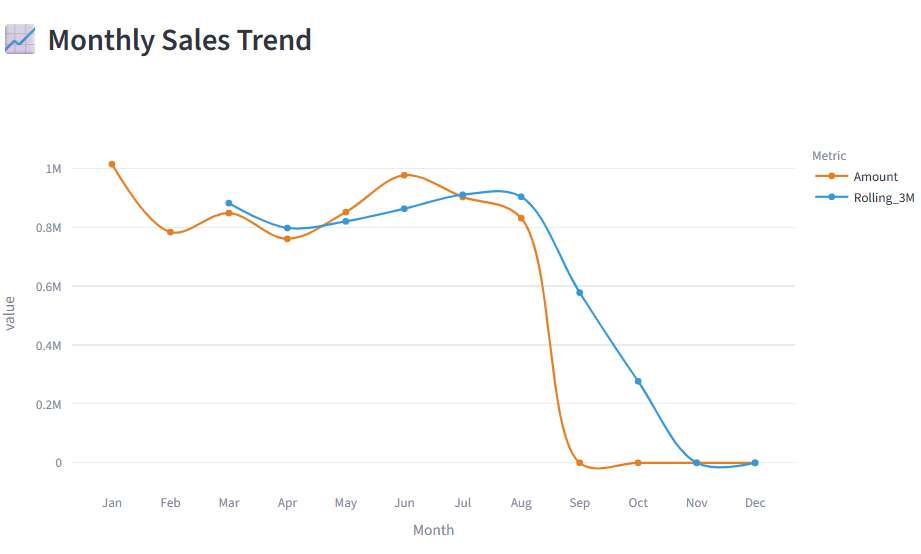 Monthly Sales Trend
Metric
Amount
Rolling_3M
value
1M
0.8M
0.6M
0.4M
0.2M
0
Jan Feb Mar Apr May Jun Jul Aug Sep Oct Nov Dec
Month